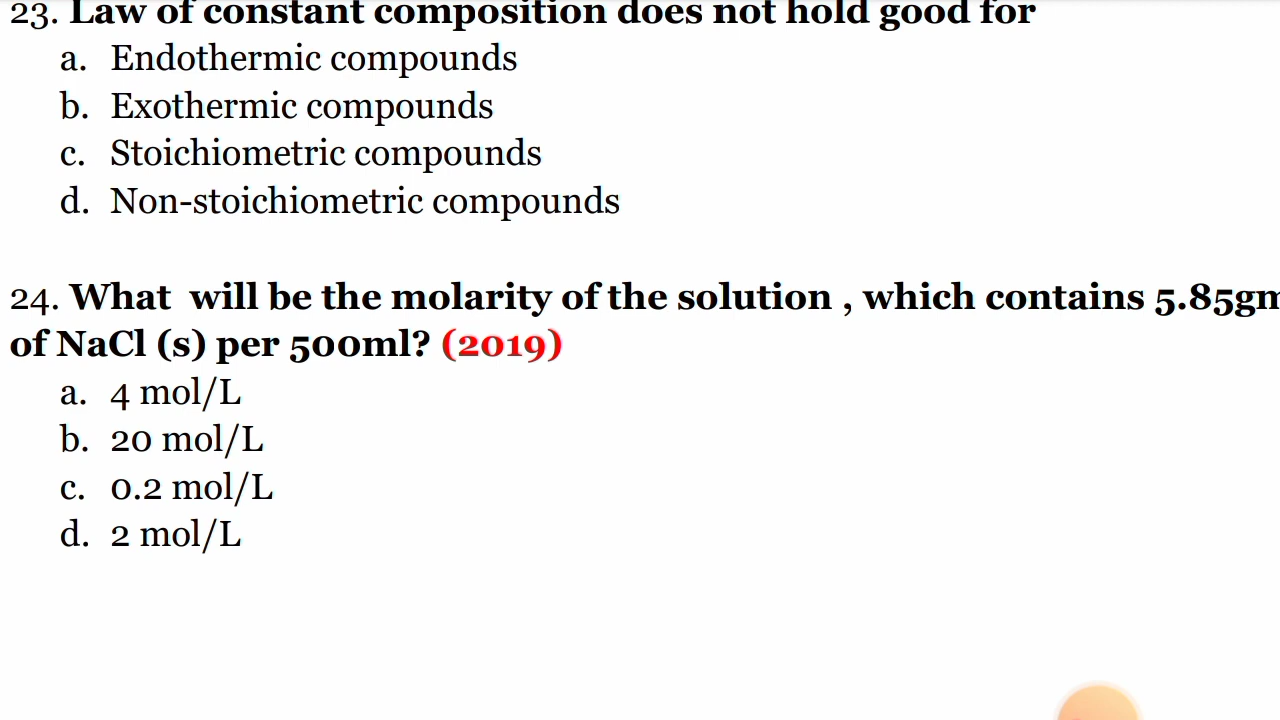 23. Law of constant composition does not hold good for
a. Endothermic compounds
b. Exothermic compounds
c. Stoichiometric compounds
d. Non-stoichiometric compounds
24. What will be the molarity of the solution , which contains 5.85gm
of NaCl (s) per 500ml? (2019)
a. 4 mol/L
b. 20 mol/L
c. 0.2 mol/L
d. 2 mol/L